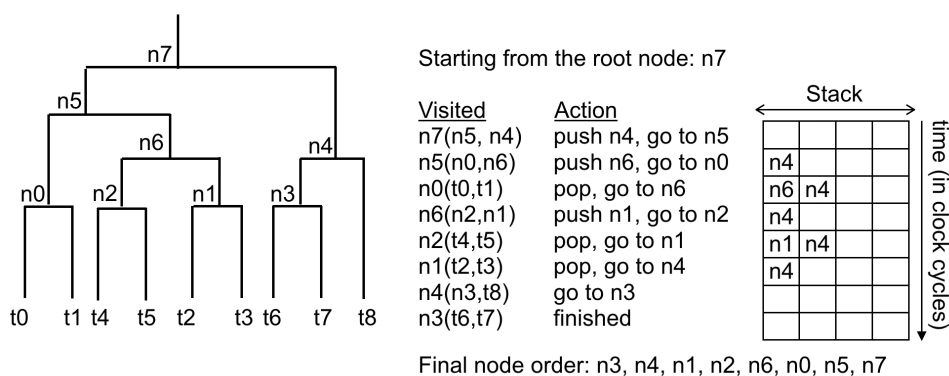 n7
n5
n6
n4
n0
n2
n1
n3
t0 t1 t4 t5 t2 t3 t6 t7 t8
Starting from the root node: n7
Visited Action
n7(n5, n4) push n4, go to n5
n5(n0,n6) push n6, go to n0
n0(t0,t1) pop, go to n6
n6(n2,n1) push n1, go to n2
n2(t4,t5) pop, go to n1
n1(t2,t3) pop, go to n4
n4(n3,t8) go to n3
n3(t6,t7) finished
Stack
n4
n6 n4
n4
n1 n4
n4
time (in clock cycles)
Final node order: n3, n4, n1, n2, n6, n0, n5, n7